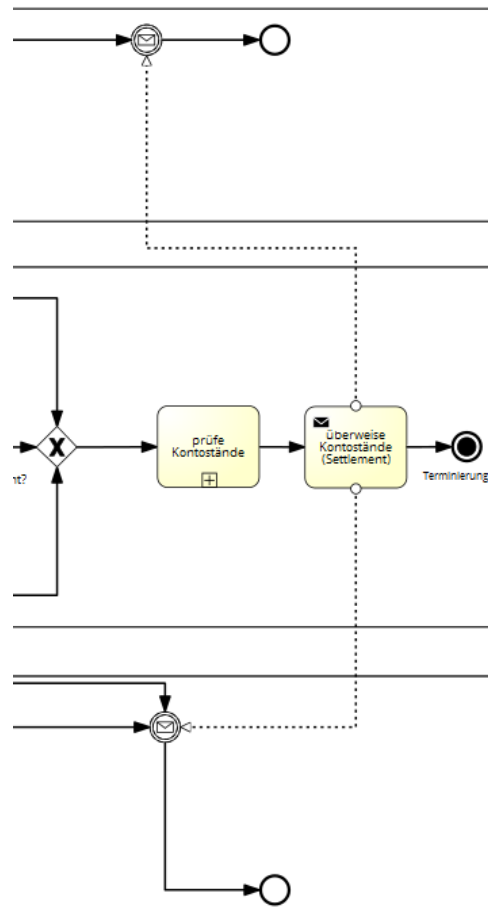 prüfe
Kontostände
überweise
Kontostände
(Settlement)
Terminierung